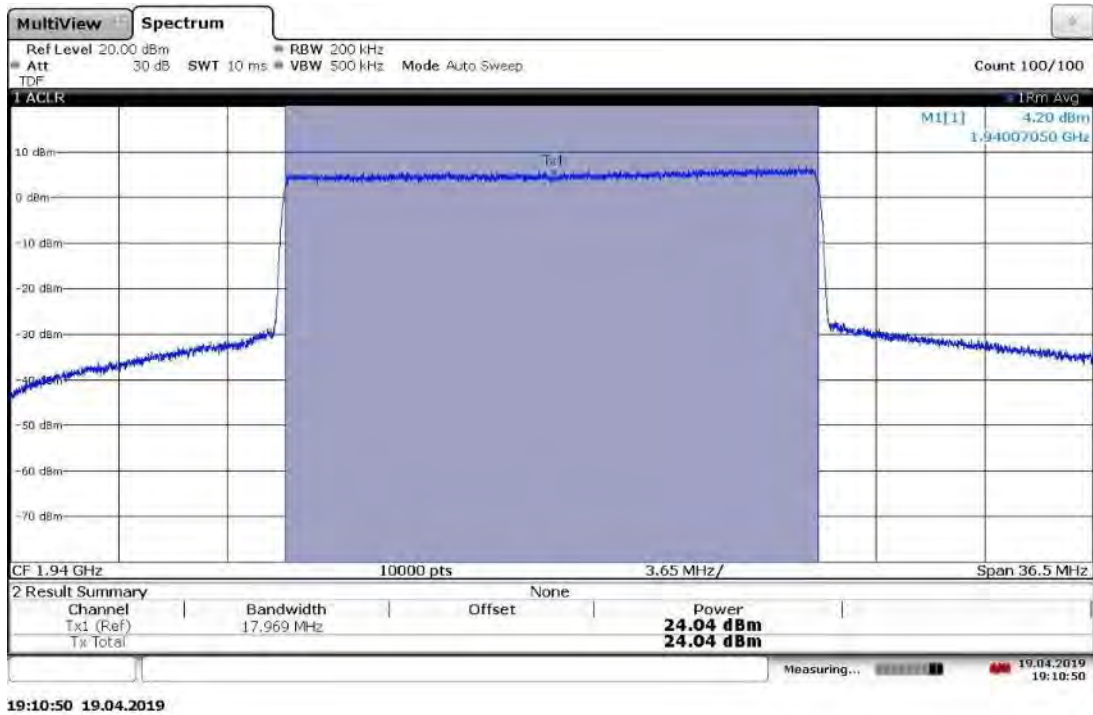 MultiView Spectrum
Ref Level 20.00 dBm RBW 200 kHz
Att 30 dB SWT 10 ms VBW 500 kHz Mode Auto Sweep Count 100/100
TDF
1 ACLR 1Rm Avg
M1[1] 4.20 dBm
1.94007050 GHz
10 dBm
Tx1
0 dBm
-10 dBm
-20 dBm
-30 dBm
-40 dBm
-50 dBm
-60 dBm
-70 dBm
CF 1.94 GHz 10000 pts 3.65 MHz/ Span 36.5 MHz
2 Result Summary None
Channel Bandwidth Offset Power
Tx1 (Ref) 17.969 MHz 24.04 dBm
Tx Total 24.04 dBm
Measuring... 19.04.2019
19:10:50
19:10:50 19.04.2019